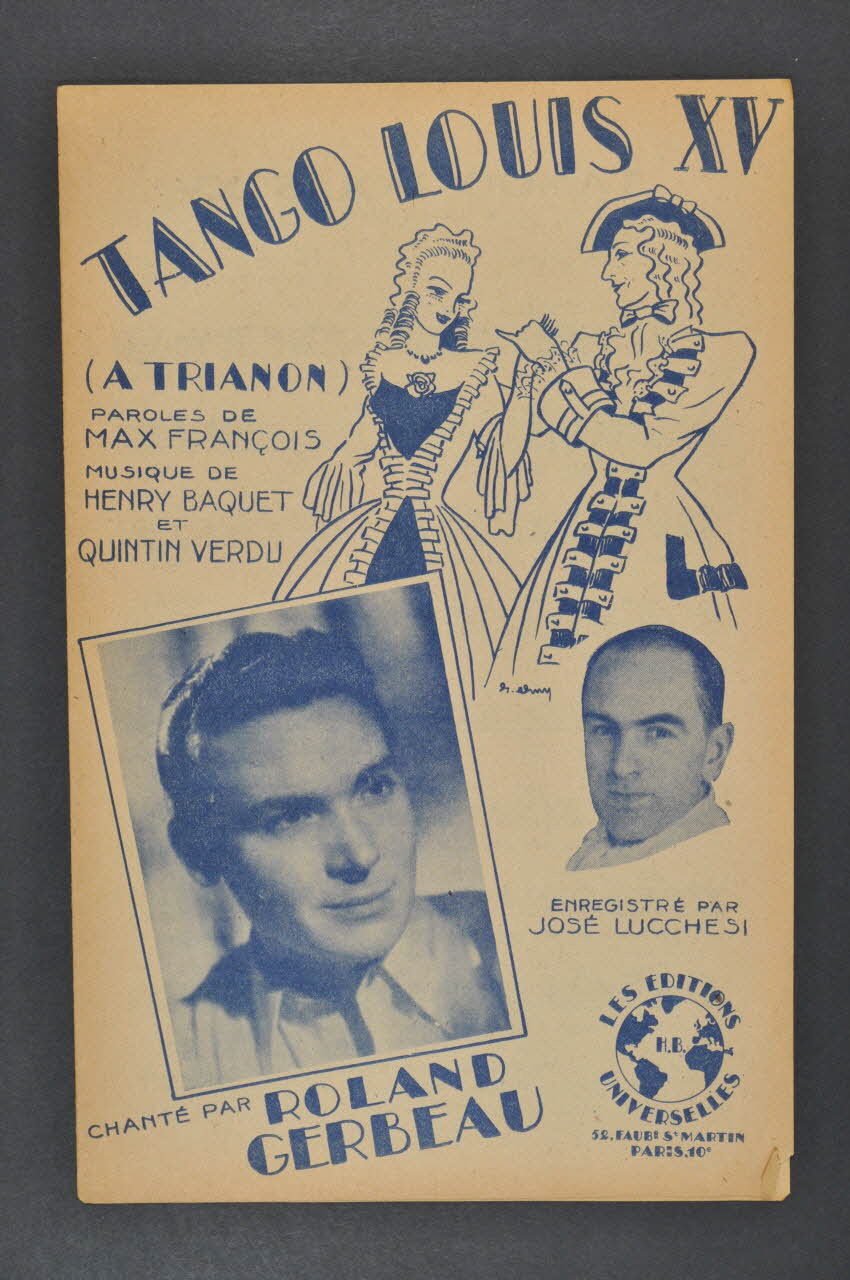 TANGO LOUIS XV
(A TRIANON)
PAROLES DE
MAX FRANÇOIS
MUSIQUE DE
HENRY BAQUET
ET
QUINTIN VERDU
ENREGISTRÉ PAR
JOSÉ LUCCHESI
CHANTÉ PAR ROLAND
GERBEAU
LES EDITIONS
H.B.
UNIVERSELLES
52, FAUBG ST MARTIN
PARIS, 10e